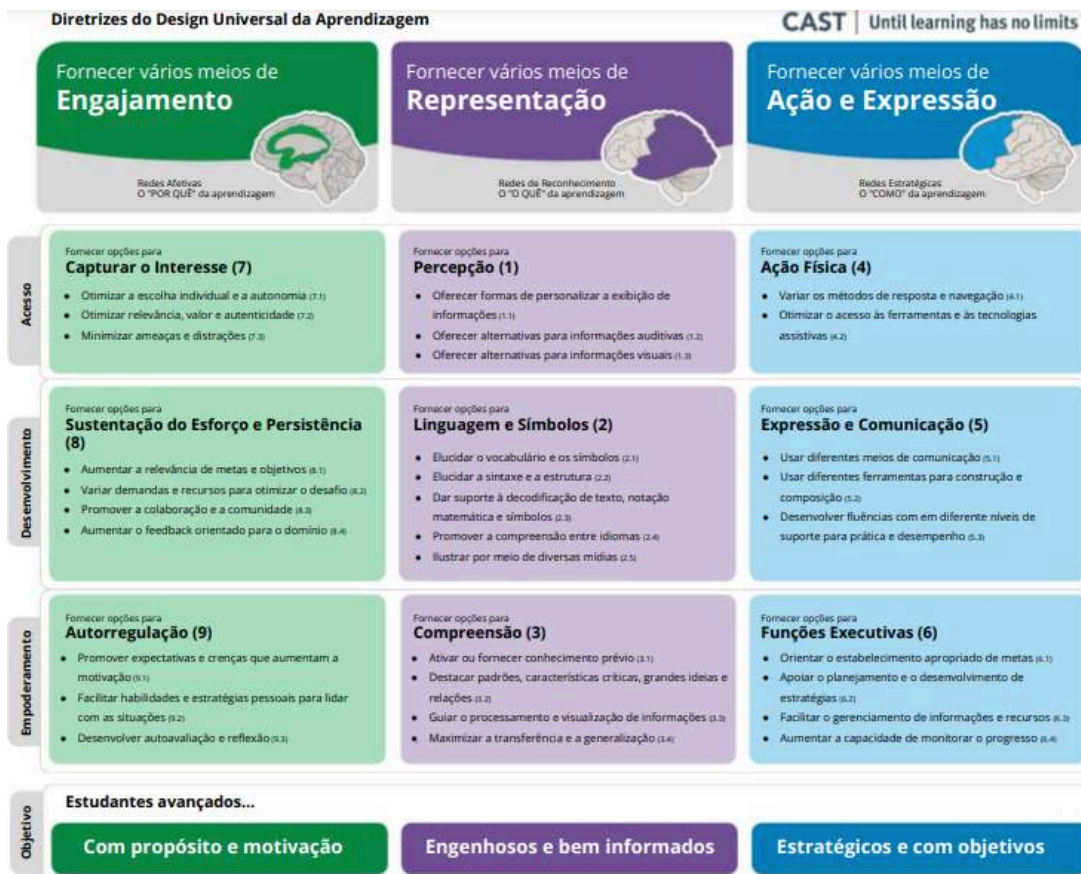 Diretrizes do Design Universal da Aprendizagem
CAST | Until learning has no limits
Fornecer vários meios de
Engajamento
Redes Afetivas
O "POR QUÊ" da aprendizagem
Fornecer vários meios de
Representação
Redes de Reconhecimento
O "O QUÊ" da aprendizagem
Fornecer vários meios de
Ação e Expressão
Redes Estratégicas
O "COMO" da aprendizagem
Acesso
Fornecer opções para
Capturar o Interesse (7)
• Otimizar a escolha individual e a autonomia (7.1)
• Otimizar relevância, valor e autenticidade (7.2)
• Minimizar ameaças e distrações (7.3)
Fornecer opções para
Percepção (1)
• Oferecer formas de personalizar a exibição de
informações (1.1)
• Oferecer alternativas para informações auditivas (1.2)
• Oferecer alternativas para informações visuais (1.3)
Fornecer opções para
Ação Física (4)
• Variar os métodos de resposta e navegação (4.1)
• Otimizar o acesso às ferramentas e às tecnologias
assistivas (4.2)
Desenvolvimento
Fornecer opções para
Sustentação do Esforço e Persistência
(8)
• Aumentar a relevância de metas e objetivos (8.1)
• Variar demandas e recursos para otimizar o desafio (8.2)
• Promover a colaboração e a comunidade (8.3)
• Aumentar o feedback orientado para o domínio (8.4)
Fornecer opções para
Linguagem e Símbolos (2)
• Elucidar o vocabulário e os símbolos (2.1)
• Elucidar a sintaxe e a estrutura (2.2)
• Dar suporte à decodificação de texto, notação
matemática e símbolos (2.3)
• Promover a compreensão entre idiomas (2.4)
• Ilustrar por meio de diversas mídias (2.5)
Fornecer opções para
Expressão e Comunicação (5)
• Usar diferentes meios de comunicação (5.1)
• Usar diferentes ferramentas para construção e
composição (5.2)
• Desenvolver fluências com em diferente níveis de
suporte para prática e desempenho (5.3)
Empoderamento
Fornecer opções para
Autorregulação (9)
• Promover expectativas e crenças que aumentam a
motivação (9.1)
• Facilitar habilidades e estratégias pessoais para lidar
com as situações (9.2)
• Desenvolver autoavaliação e reflexão (9.3)
Fornecer opções para
Compreensão (3)
• Ativar ou fornecer conhecimento prévio (3.1)
• Destacar padrões, características críticas, grandes ideias e
relações (3.2)
• Guiar o processamento e visualização de informações (3.3)
• Maximizar a transferência e a generalização (3.4)
Fornecer opções para
Funções Executivas (6)
• Orientar o estabelecimento apropriado de metas (6.1)
• Apoiar o planejamento e o desenvolvimento de
estratégias (6.2)
• Facilitar o gerenciamento de informações e recursos (6.3)
• Aumentar a capacidade de monitorar o progresso (6.4)
Objetivo
Estudantes avançados...
Com propósito e motivação
Engenhosos e bem informados
Estratégicos e com objetivos